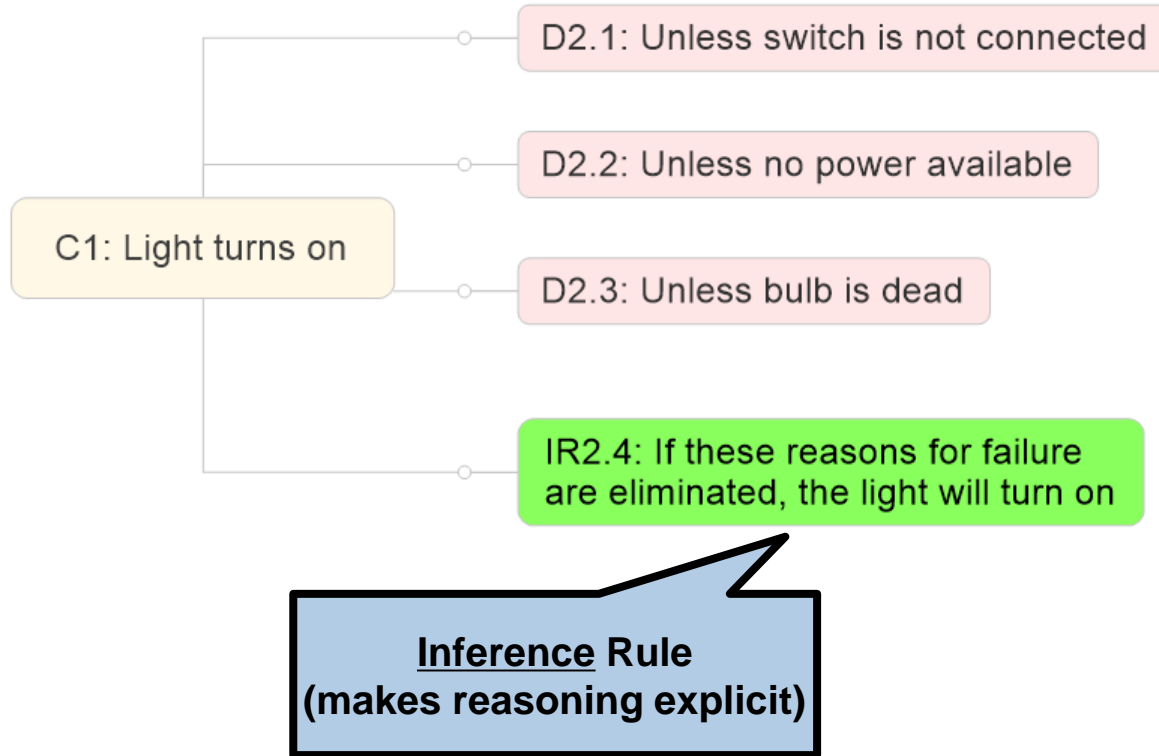 D2.1: Unless switch is not connected
D2.2: Unless no power available
C1: Light turns on
D2.3: Unless bulb is dead
IR2.4: If these reasons for failure
are eliminated, the light will turn on
Inference Rule
(makes reasoning explicit)